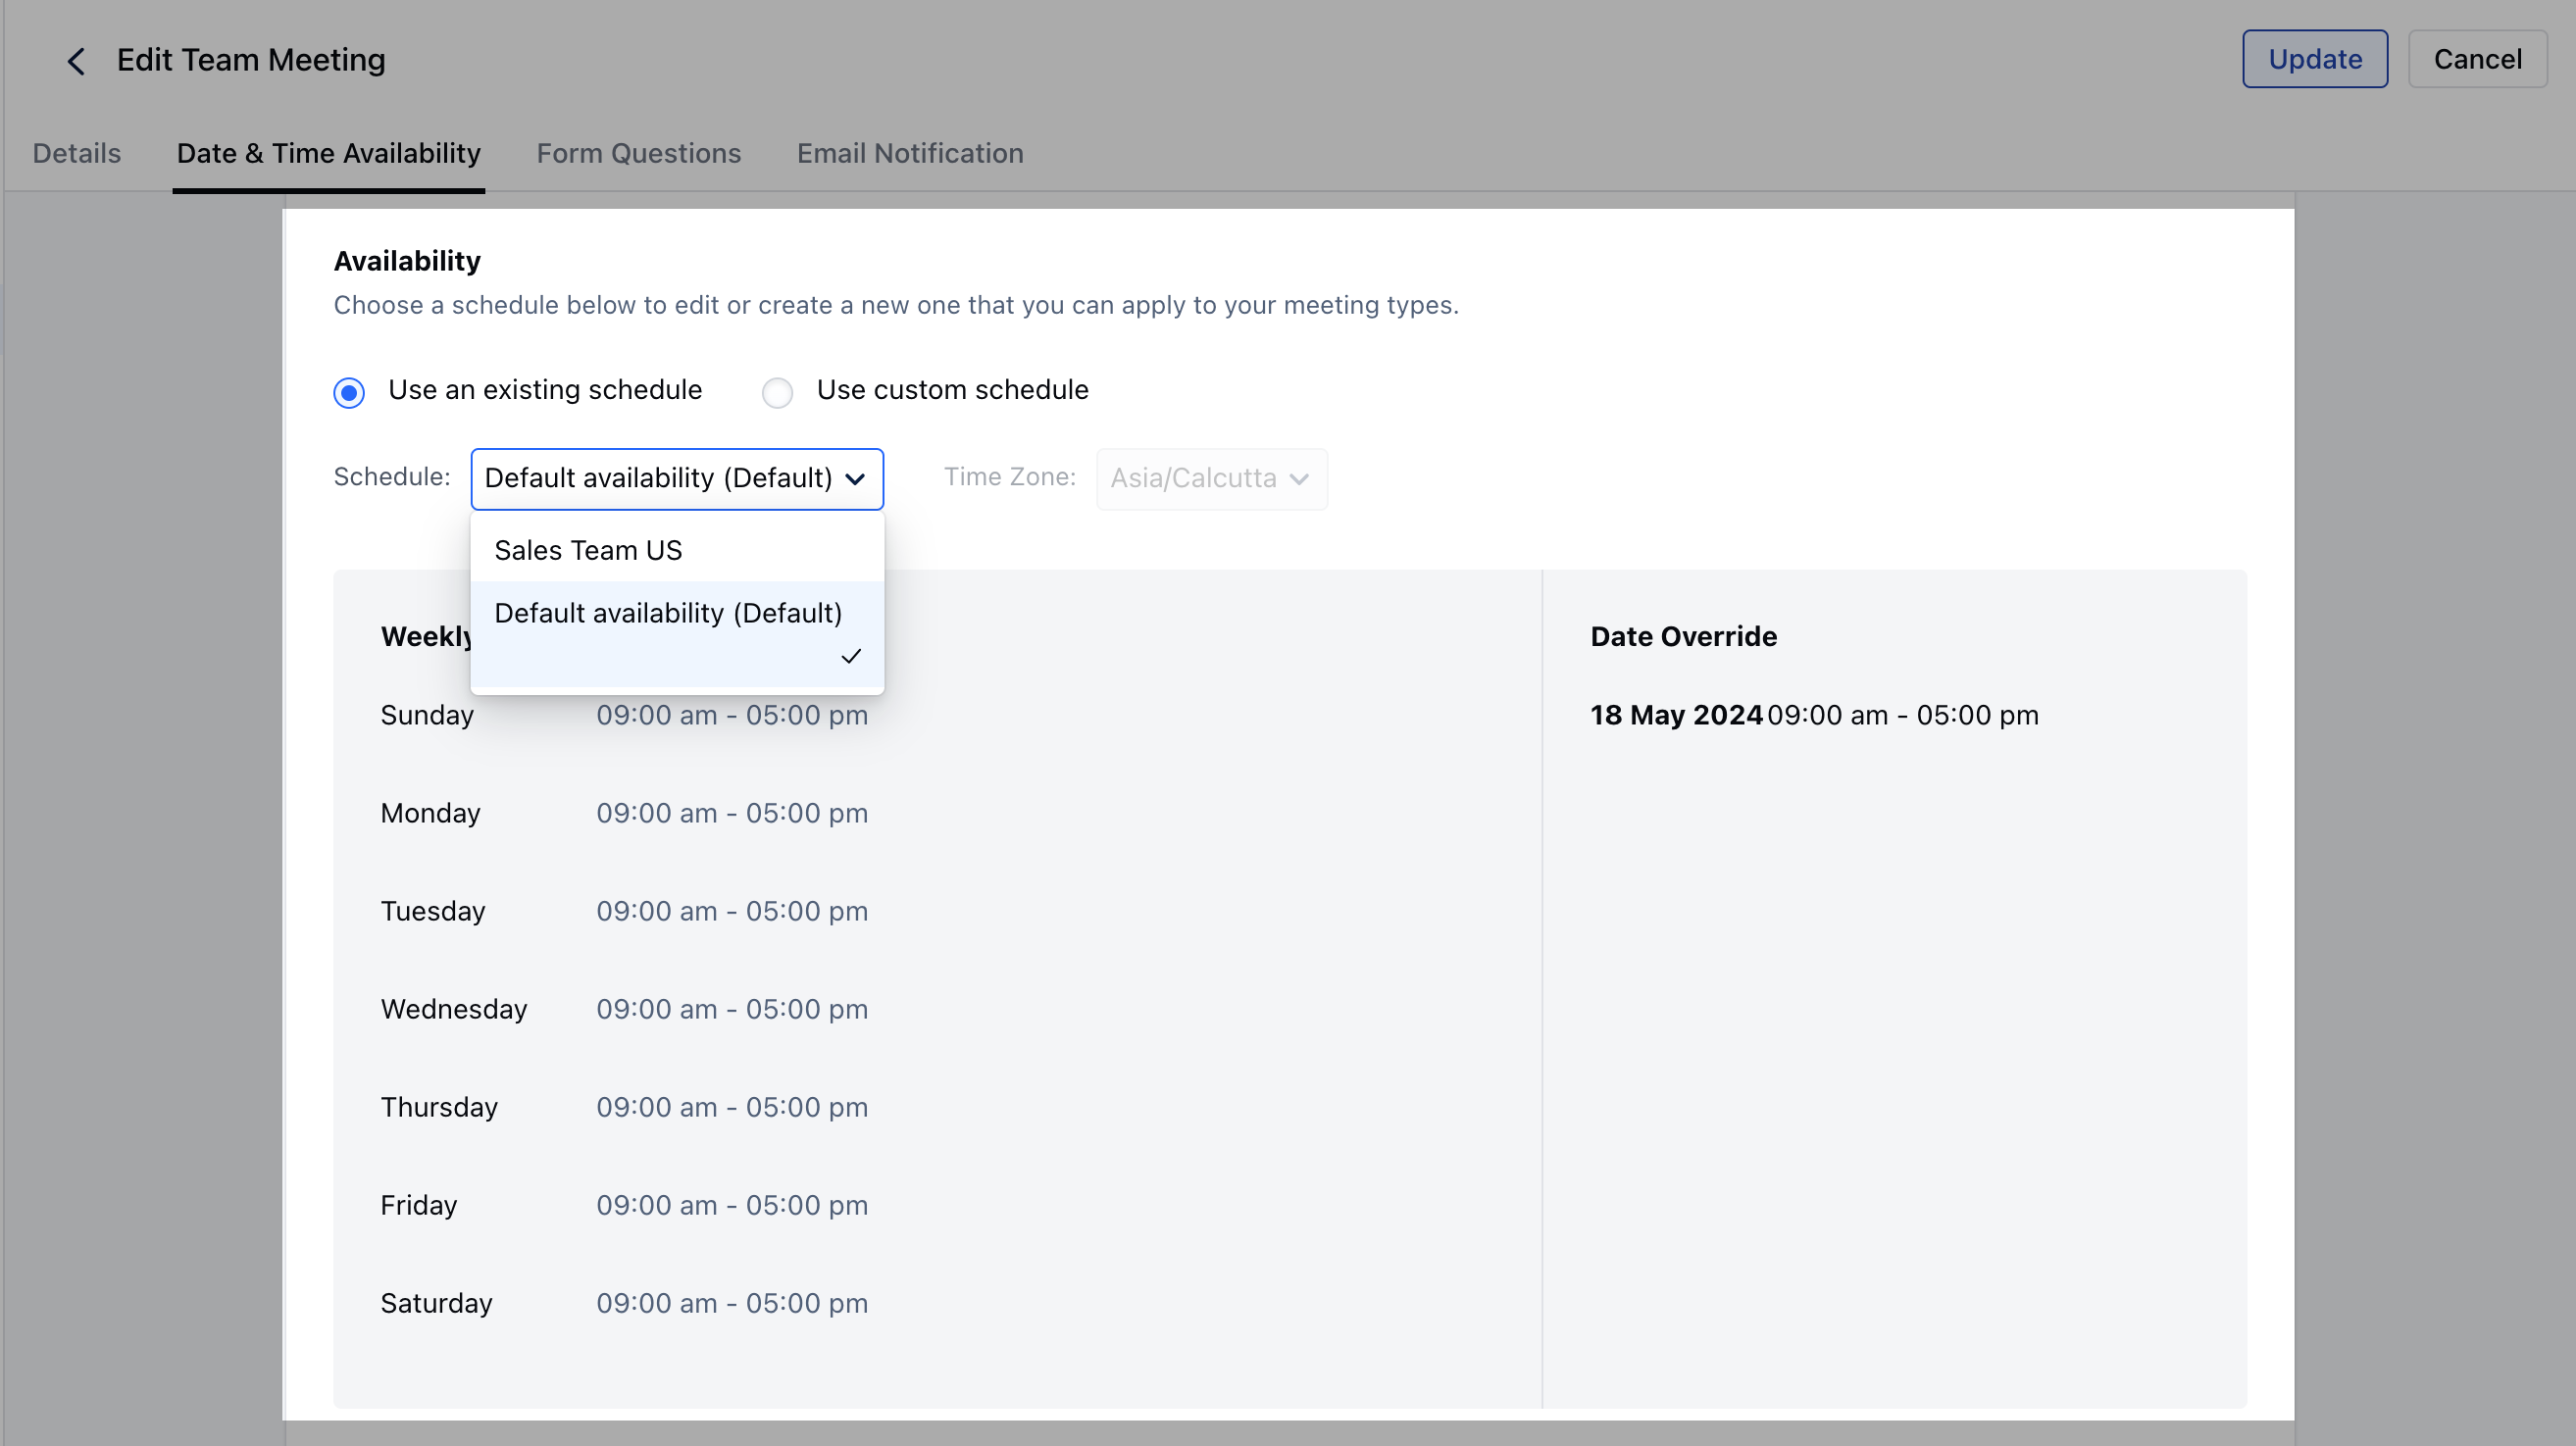 Edit Team Meeting
Update
Cancel
Details
Date & Time Availability
Form Questions
Email Notification
Availability
Choose a schedule below to edit or create a new one that you can apply to your meeting types.
Use an existing schedule
Use custom schedule
Schedule:
Default availability (Default)
Time Zone:
Asia/Calcutta
Sales Team US
Default availability (Default)
Weekly
Sunday 09:00 am - 05:00 pm
Monday 09:00 am - 05:00 pm
Tuesday 09:00 am - 05:00 pm
Wednesday 09:00 am - 05:00 pm
Thursday 09:00 am - 05:00 pm
Friday 09:00 am - 05:00 pm
Saturday 09:00 am - 05:00 pm
Date Override
18 May 2024 09:00 am - 05:00 pm